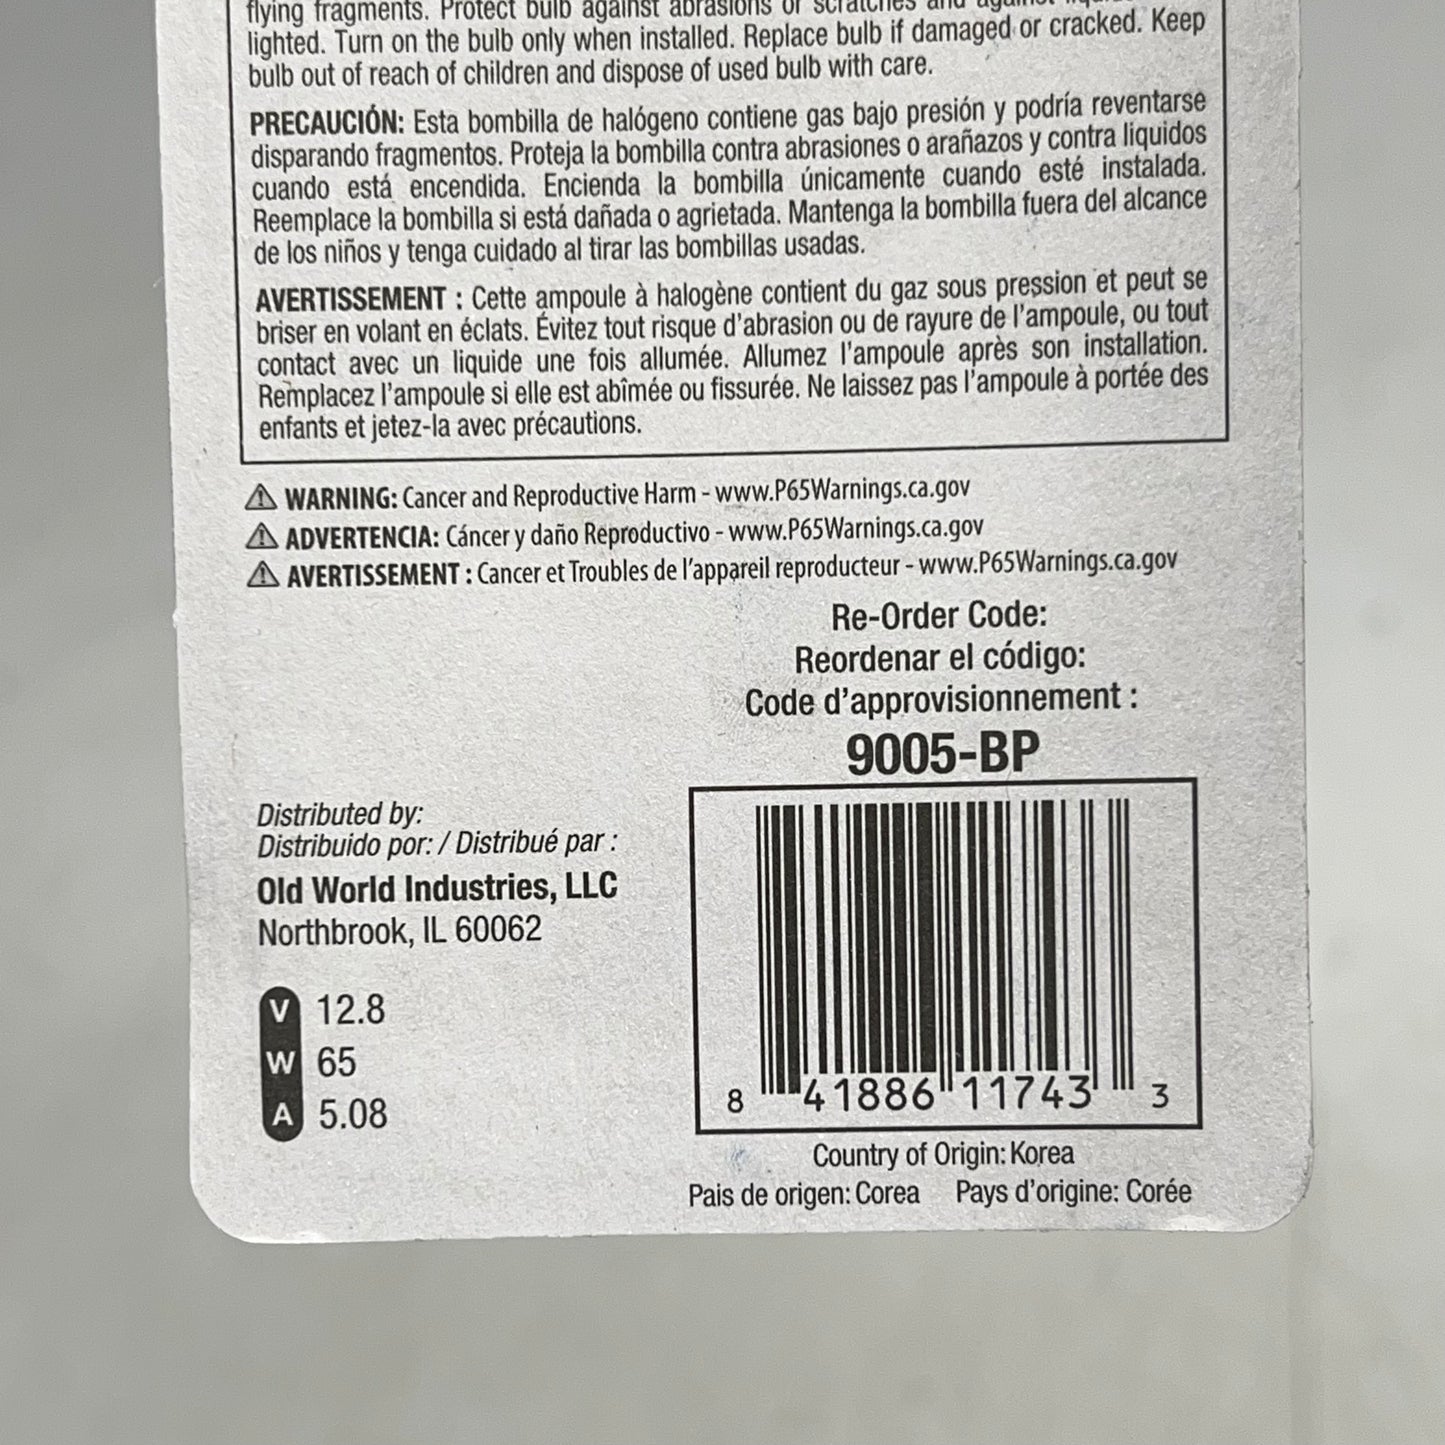 flying fragments. Protect bulb against abrasions or scratches and against
lighted. Turn on the bulb only when installed. Replace bulb if damaged or cracked. Keep
bulb out of reach of children and dispose of used bulb with care.
PRECAUCIÓN: Esta bombilla de halógeno contiene gas bajo presión y podría reventarse
disparando fragmentos. Proteja la bombilla contra abrasiones o arañazos y contra líquidos
cuando está encendida. Encienda la bombilla únicamente cuando esté instalada.
Reemplace la bombilla si está dañada o agrietada. Mantenga la bombilla fuera del alcance
de los niños y tenga cuidado al tirar las bombillas usadas.
AVERTISSEMENT : Cette ampoule à halogène contient du gaz sous pression et peut se
briser en volant en éclats. Évitez tout risque d'abrasion ou de rayure de l'ampoule, ou tout
contact avec un liquide une fois allumée. Allumez l'ampoule après son installation.
Remplacez l'ampoule si elle est abîmée ou fissurée. Ne laissez pas l'ampoule à portée des
enfants et jetez-la avec précautions.
WARNING: Cancer and Reproductive Harm - www.P65Warnings.ca.gov
ADVERTENCIA: Cáncer y daño Reproductivo - www.P65Warnings.ca.gov
AVERTISSEMENT : Cancer et Troubles de l'appareil reproducteur - www.P65Warnings.ca.gov
Re-Order Code:
Reordenar el código:
Code d'approvisionnement :
9005-BP
Distributed by:
Distribuido por: / Distribué par :
Old World Industries, LLC
Northbrook, IL 60062
V 12.8
W 65
A 5.08
8 41886 11743 3
Country of Origin: Korea
Pais de origen: Corea Pays d'origine: Corée